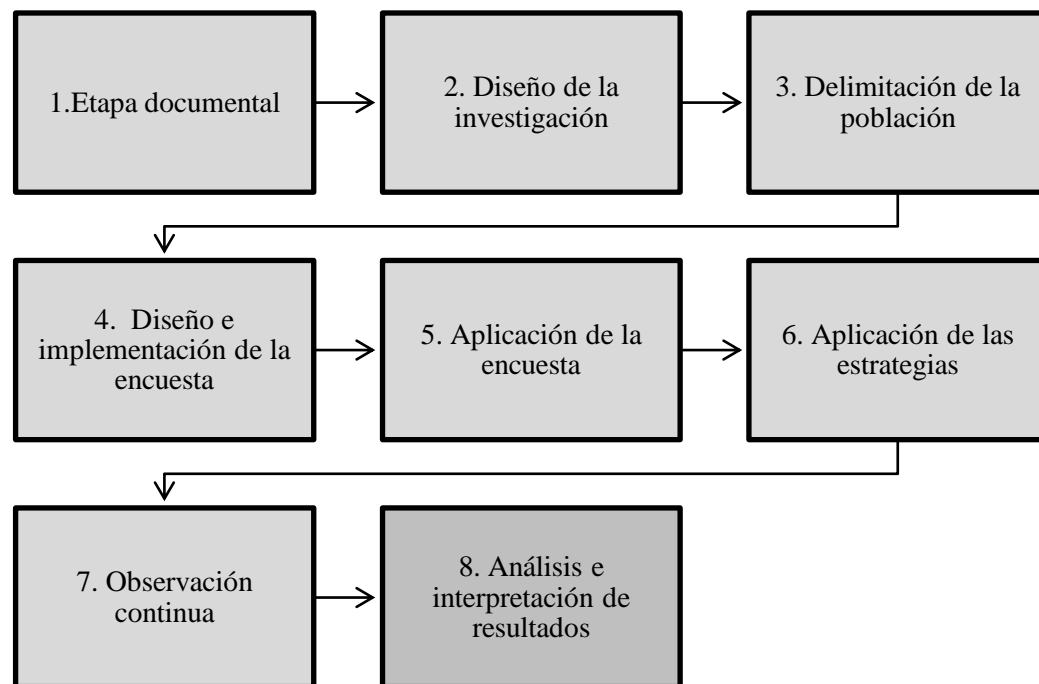 1.Etapa documental
2. Diseño de la
investigación
3. Delimitación de la
población
4.  Diseño e
implementación de la
encuesta
5. Aplicación de la
encuesta
6. Aplicación de las
estrategias
7. Observación
continua
8. Análisis e
interpretación de
resultados